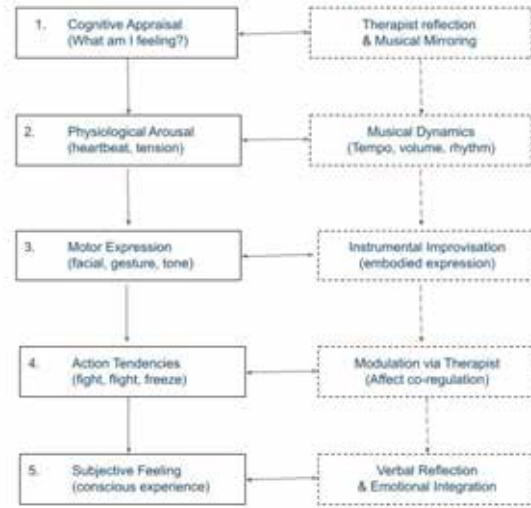 1. Cognitive Appraisal
(What am I feeling?)
Therapist reflection
& Musical Mirroring
2. Physiological Arousal
(heartbeat, tension)
Musical Dynamics
(Tempo, volume, rhythm)
3. Motor Expression
(facial, gesture, tone)
Instrumental Improvisation
(embodied expression)
4. Action Tendencies
(fight, flight, freeze)
Modulation via Therapist
(Affect co-regulation)
5. Subjective Feeling
(conscious experience)
Verbal Reflection
& Emotional Integration